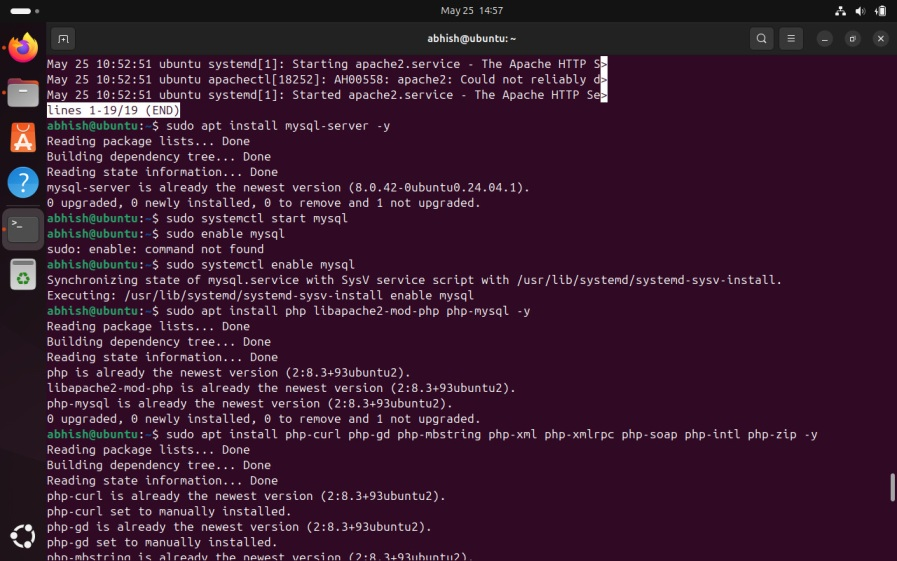 May 25 14:57
abhish@ubuntu: ~
May 25 10:52:51 ubuntu systemd[1]: Starting apache2.service - The Apache HTTP S>
May 25 10:52:51 ubuntu apachectl[18252]: AH00558: apache2: Could not reliably d>
May 25 10:52:51 ubuntu systemd[1]: Started apache2.service - The Apache HTTP Se>
lines 1-19/19 (END)
abhish@ubuntu:~$ sudo apt install mysql-server -y
Reading package lists... Done
Building dependency tree... Done
Reading state information... Done
mysql-server is already the newest version (8.0.42-0ubuntu0.24.04.1).
0 upgraded, 0 newly installed, 0 to remove and 1 not upgraded.
abhish@ubuntu:~$ sudo systemctl start mysql
abhish@ubuntu:~$ sudo enable mysql
sudo: enable: command not found
abhish@ubuntu:~$ sudo systemctl enable mysql
Synchronizing state of mysql.service with SysV service script with /usr/lib/systemd/systemd-sysv-install.
Executing: /usr/lib/systemd/systemd-sysv-install enable mysql
abhish@ubuntu:~$ sudo apt install php libapache2-mod-php php-mysql -y
Reading package lists... Done
Building dependency tree... Done
Reading state information... Done
php is already the newest version (2:8.3+93ubuntu2).
libapache2-mod-php is already the newest version (2:8.3+93ubuntu2).
php-mysql is already the newest version (2:8.3+93ubuntu2).
0 upgraded, 0 newly installed, 0 to remove and 1 not upgraded.
abhish@ubuntu:~$ sudo apt install php-curl php-gd php-mbstring php-xml php-xmlrpc php-soap php-intl php-zip -y
Reading package lists... Done
Building dependency tree... Done
Reading state information... Done
php-curl is already the newest version (2:8.3+93ubuntu2).
php-curl set to manually installed.
php-gd is already the newest version (2:8.3+93ubuntu2).
php-gd set to manually installed.
php-mbstring is already the newest version (2:8.3+93ubuntu2).